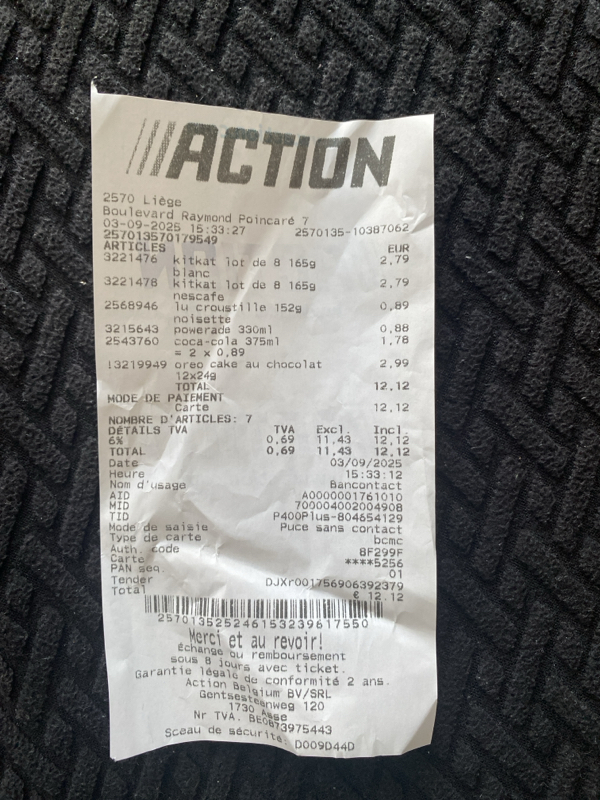 ACTION
2570 Liège
Boulevard Raymond Poincaré 7
03-09-2025 15:33:27 2570135-10387062
257013570179549
ARTICLES EUR
3221476 kitkat lot de 8 165g 2,79
blanc
3221478 kitkat lot de 8 165g 2,79
nescafe
2568946 lu croustille 152g 0,89
noisette
3215643 powerade 330ml 0,88
2543760 coca-cola 375ml 1,78
= 2 x 0,89
13219949 oreo cake au chocolat 2,99
12x24g
TOTAL 12,12
MODE DE PAIEMENT
Carte 12,12
NOMBRE D'ARTICLES: 7
DÉTAILS TVA TVA Excl. Incl.
6% 0,69 11,43 12,12
TOTAL 0,69 11,43 12,12
Date 03/09/2025
Heure 15:33:12
Nom d'usage Bancontact
AID A0000001761010
MID 700004002004908
TID P400Plus-804654129
Mode de saisie Puce sans contact
Type de carte bcmc
Auth. code 8F299F
Carte ****5256
PAN seq. 01
Tender DJXr001756906392379
Total € 12.12
257013525246153239617550
Merci et au revoir!
Échange ou remboursement
sous 8 jours avec ticket.
Garantie légale de conformité 2 ans.
Action Belgium BV/SRL
Gentsesteenweg 120
1730 Asse
Nr TVA. BE0873975443
Sceau de sécurité: D009D44D